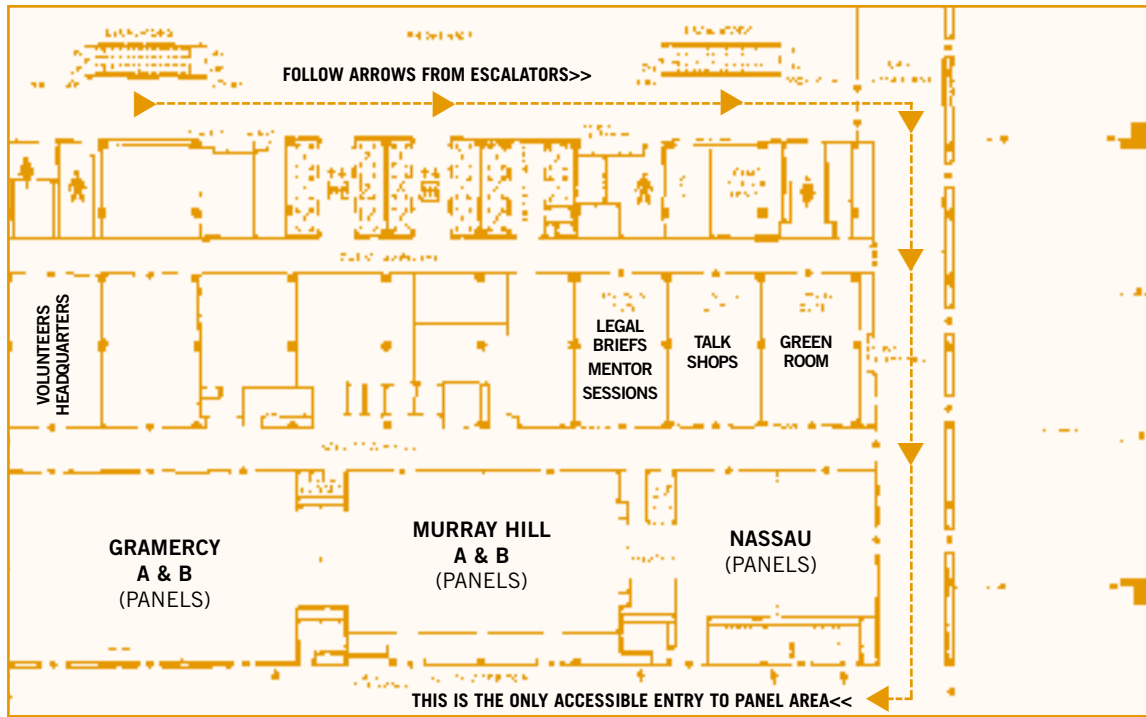 FOLLOW ARROWS FROM ESCALATORS>>
VOLUNTEERS
HEADQUARTERS
LEGAL
BRIEFS
MENTOR
SESSIONS
TALK
SHOPS
GREEN
ROOM
GRAMERCY
A & B
(PANELS)
MURRAY HILL
A & B
(PANELS)
NASSAU
(PANELS)
THIS IS THE ONLY ACCESSIBLE ENTRY TO PANEL AREA<<